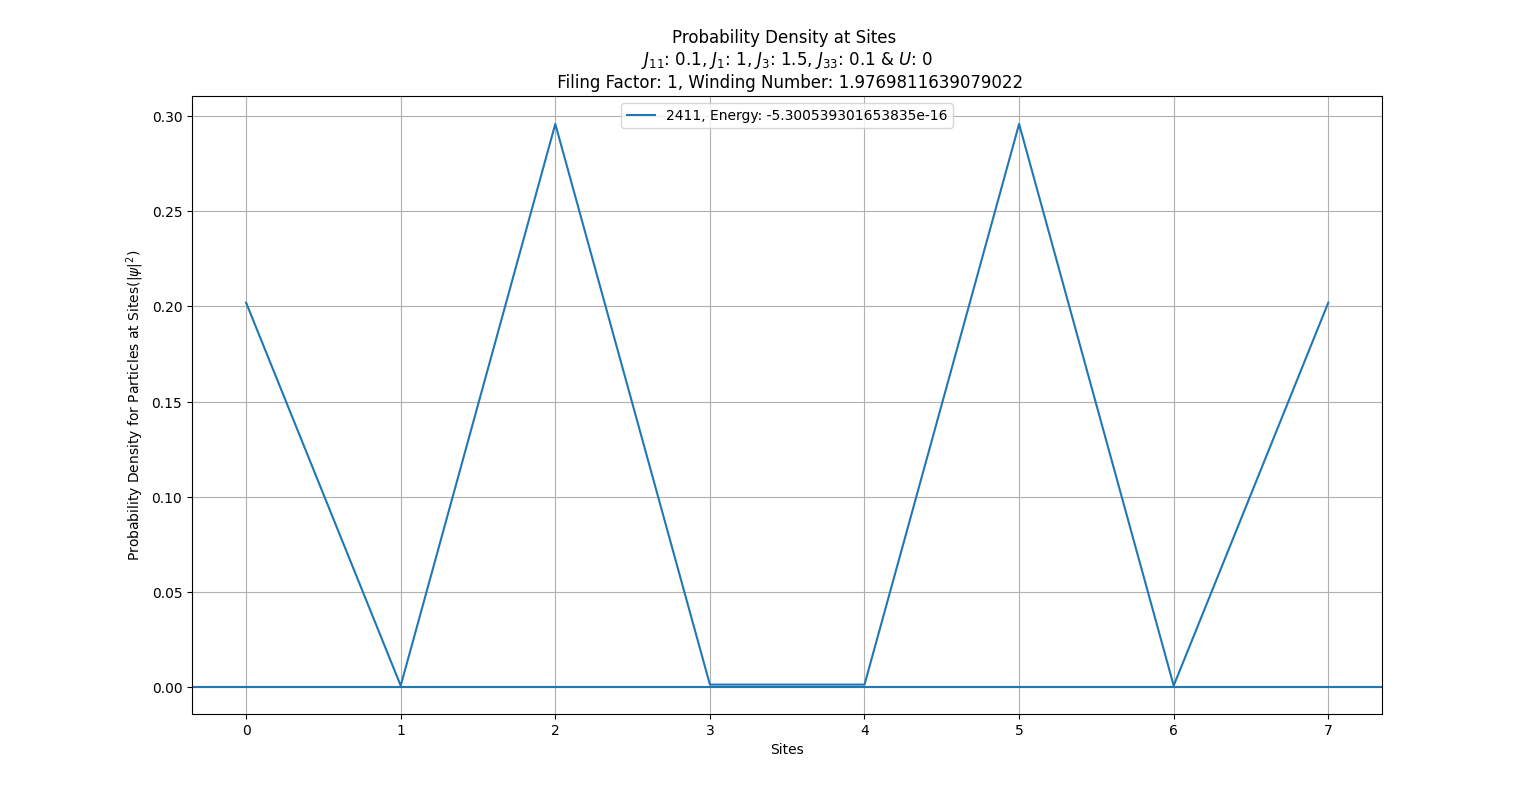 Probability Density at Sites
J₁₁: 0.1, J₁: 1, J₃: 1.5, J₃₃: 0.1 & U: 0
Filing Factor: 1, Winding Number: 1.9769811639079022
2411, Energy: -5.300539301653835e-16
Probability Density for Particles at Sites(|ψ|²)
0.30
0.25
0.20
0.15
0.10
0.05
0.00
0 1 2 3 4 5 6 7
Sites